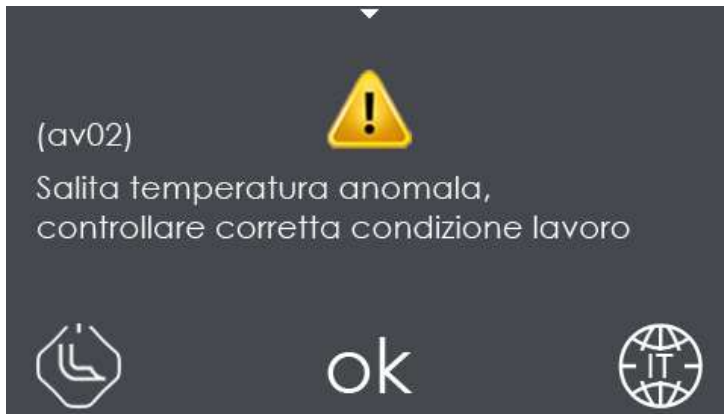 (av02)
Salita temperatura anomala,
controllare corretta condizione lavoro
ok
IT